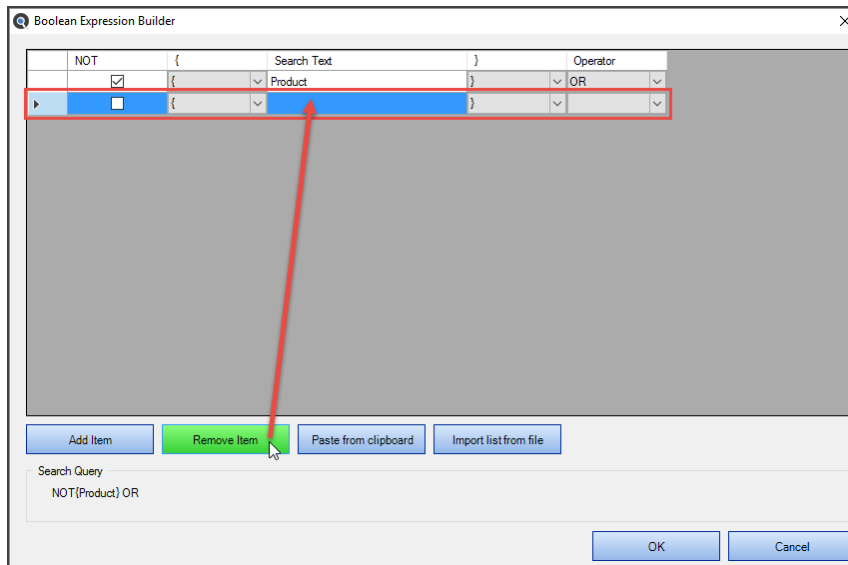 Boolean Expression Builder
NOT { Search Text } Operator
{ Product } OR
{ }
Add Item Remove Item Paste from clipboard Import list from file
Search Query
NOT{Product} OR
OK Cancel